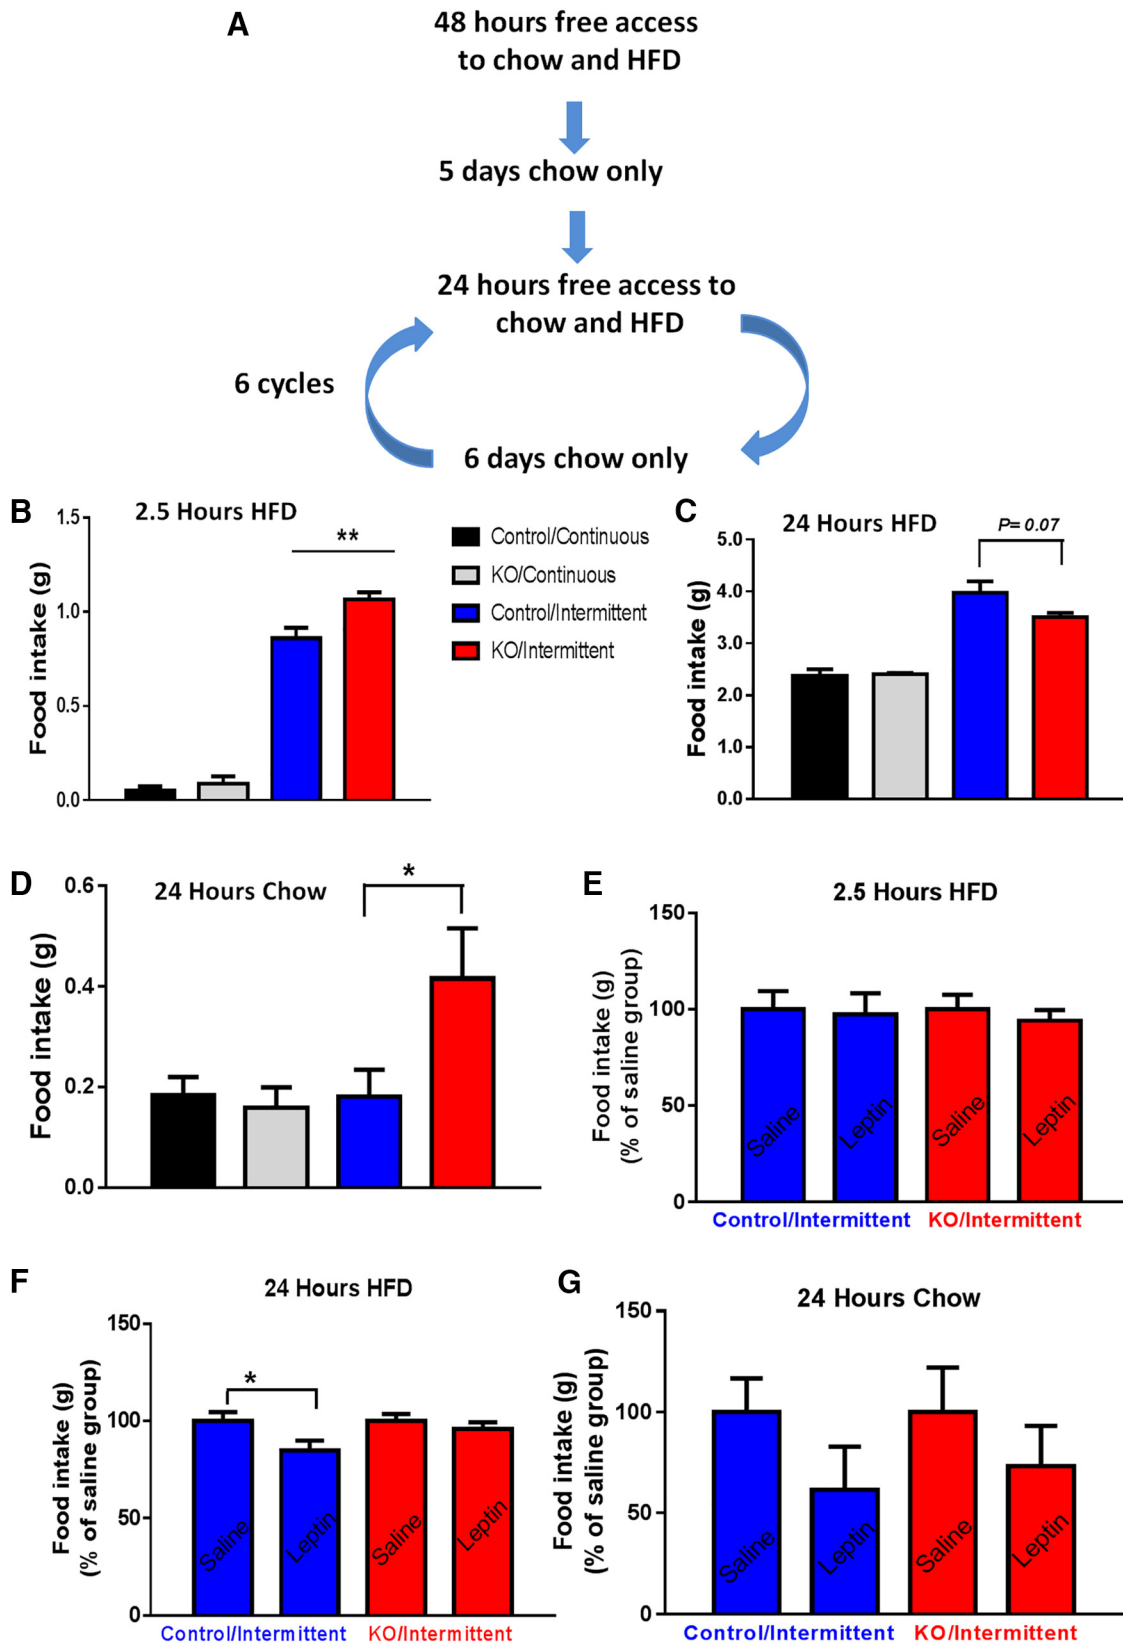 A
48 hours free access
to chow and HFD
5 days chow only
24 hours free access to
chow and HFD
6 cycles
6 days chow only
B
2.5 Hours HFD
Food intake (g)
1.5
1.0
0.5
0.0
**
Control/Continuous
KO/Continuous
Control/Intermittent
KO/Intermittent
C
24 Hours HFD
P= 0.07
Food intake (g)
5.0
4.0
3.0
2.0
1.0
0.0
D
24 Hours Chow
*
Food intake (g)
0.6
0.4
0.2
0.0
E
2.5 Hours HFD
Food intake (g)
(% of saline group)
150
100
50
0
Saline
Leptin
Saline
Leptin
Control/Intermittent
KO/Intermittent
F
24 Hours HFD
*
Food intake (g)
(% of saline group)
150
100
50
0
Saline
Leptin
Saline
Leptin
Control/Intermittent
KO/Intermittent
G
24 Hours Chow
Food intake (g)
(% of saline group)
150
100
50
0
Saline
Leptin
Saline
Leptin
Control/Intermittent
KO/Intermittent